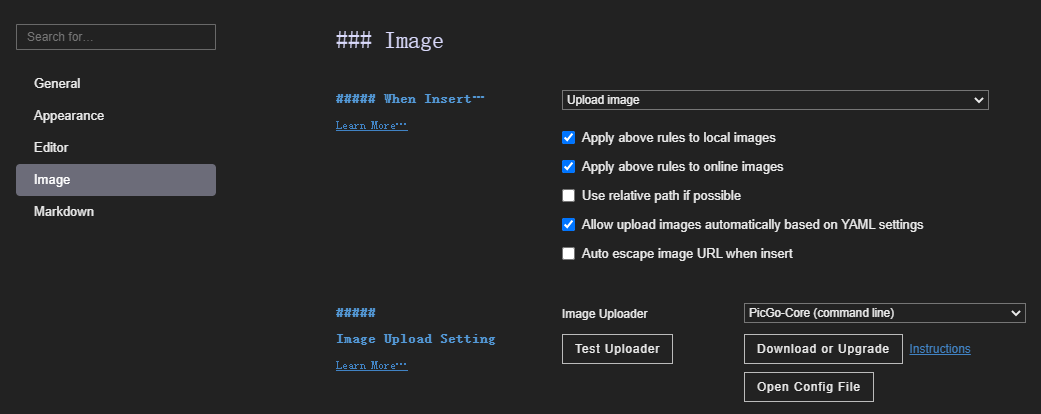 Search for...
General
Appearance
Editor
Image
Markdown
### Image
##### When Insert…
Learn More…
Upload image
Apply above rules to local images
Apply above rules to online images
Use relative path if possible
Allow upload images automatically based on YAML settings
Auto escape image URL when insert
#####
Image Upload Setting
Learn More…
Image Uploader
PicGo-Core (command line)
Test Uploader
Download or Upgrade
Instructions
Open Config File